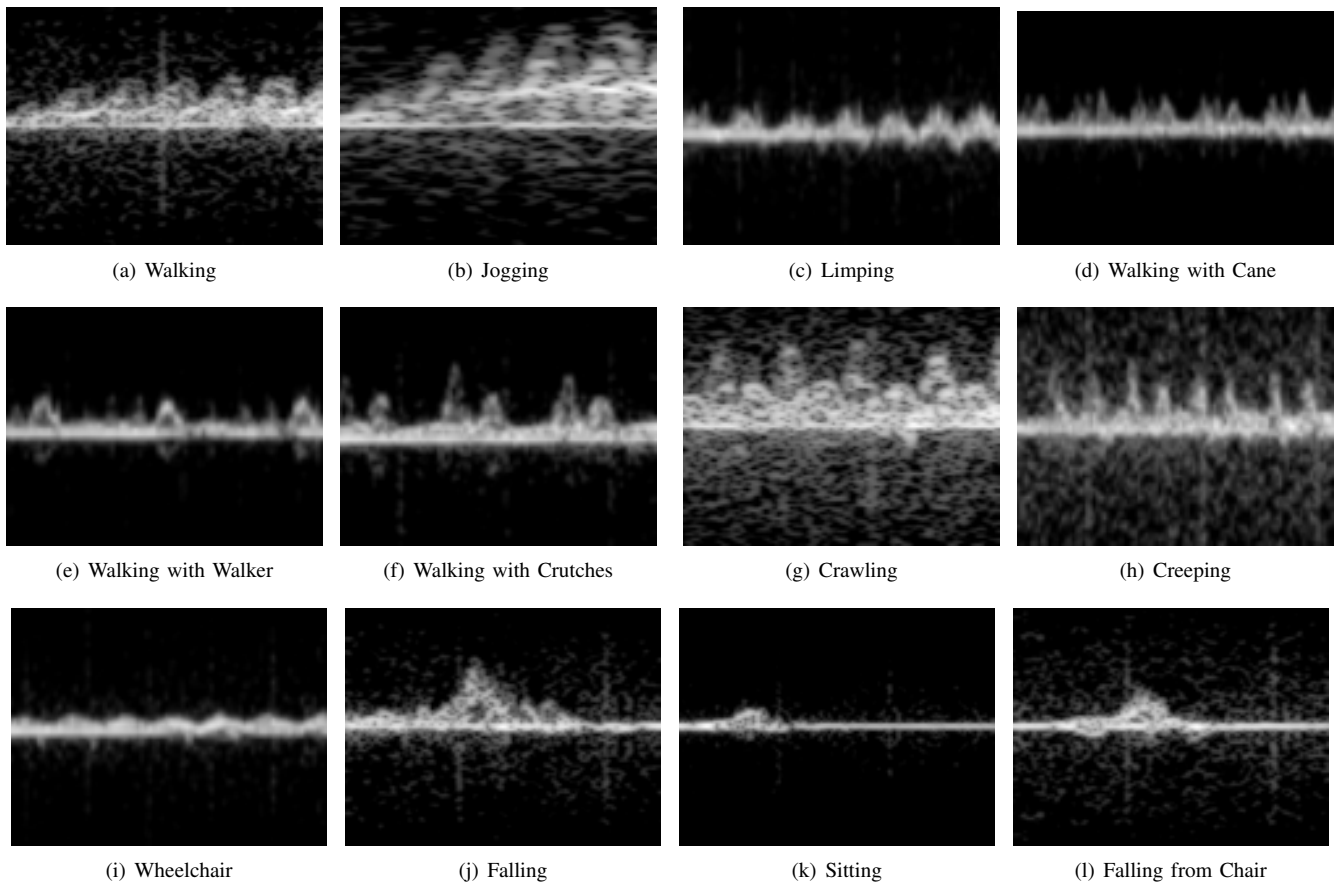 (a) Walking
(b) Jogging
(c) Limping
(d) Walking with Cane
(e) Walking with Walker
(f) Walking with Crutches
(g) Crawling
(h) Creeping
(i) Wheelchair
(j) Falling
(k) Sitting
(l) Falling from Chair